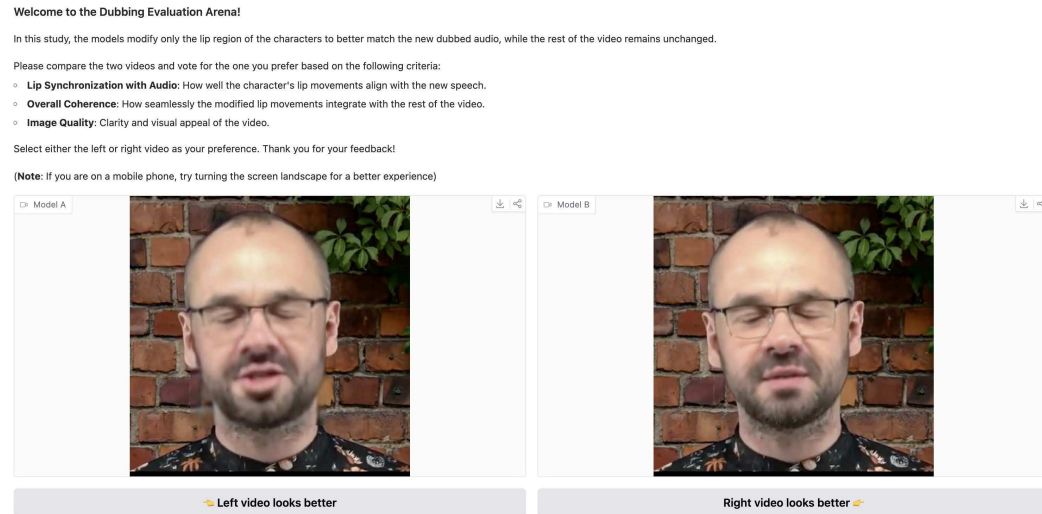 Welcome to the Dubbing Evaluation Arena!
In this study, the models modify only the lip region of the characters to better match the new dubbed audio, while the rest of the video remains unchanged.
Please compare the two videos and vote for the one you prefer based on the following criteria:
Lip Synchronization with Audio: How well the character's lip movements align with the new speech.
Overall Coherence: How seamlessly the modified lip movements integrate with the rest of the video.
Image Quality: Clarity and visual appeal of the video.
Select either the left or right video as your preference. Thank you for your feedback!
(Note: If you are on a mobile phone, try turning the screen landscape for a better experience)
Model A
Model B
👈 Left video looks better
Right video looks better 👉